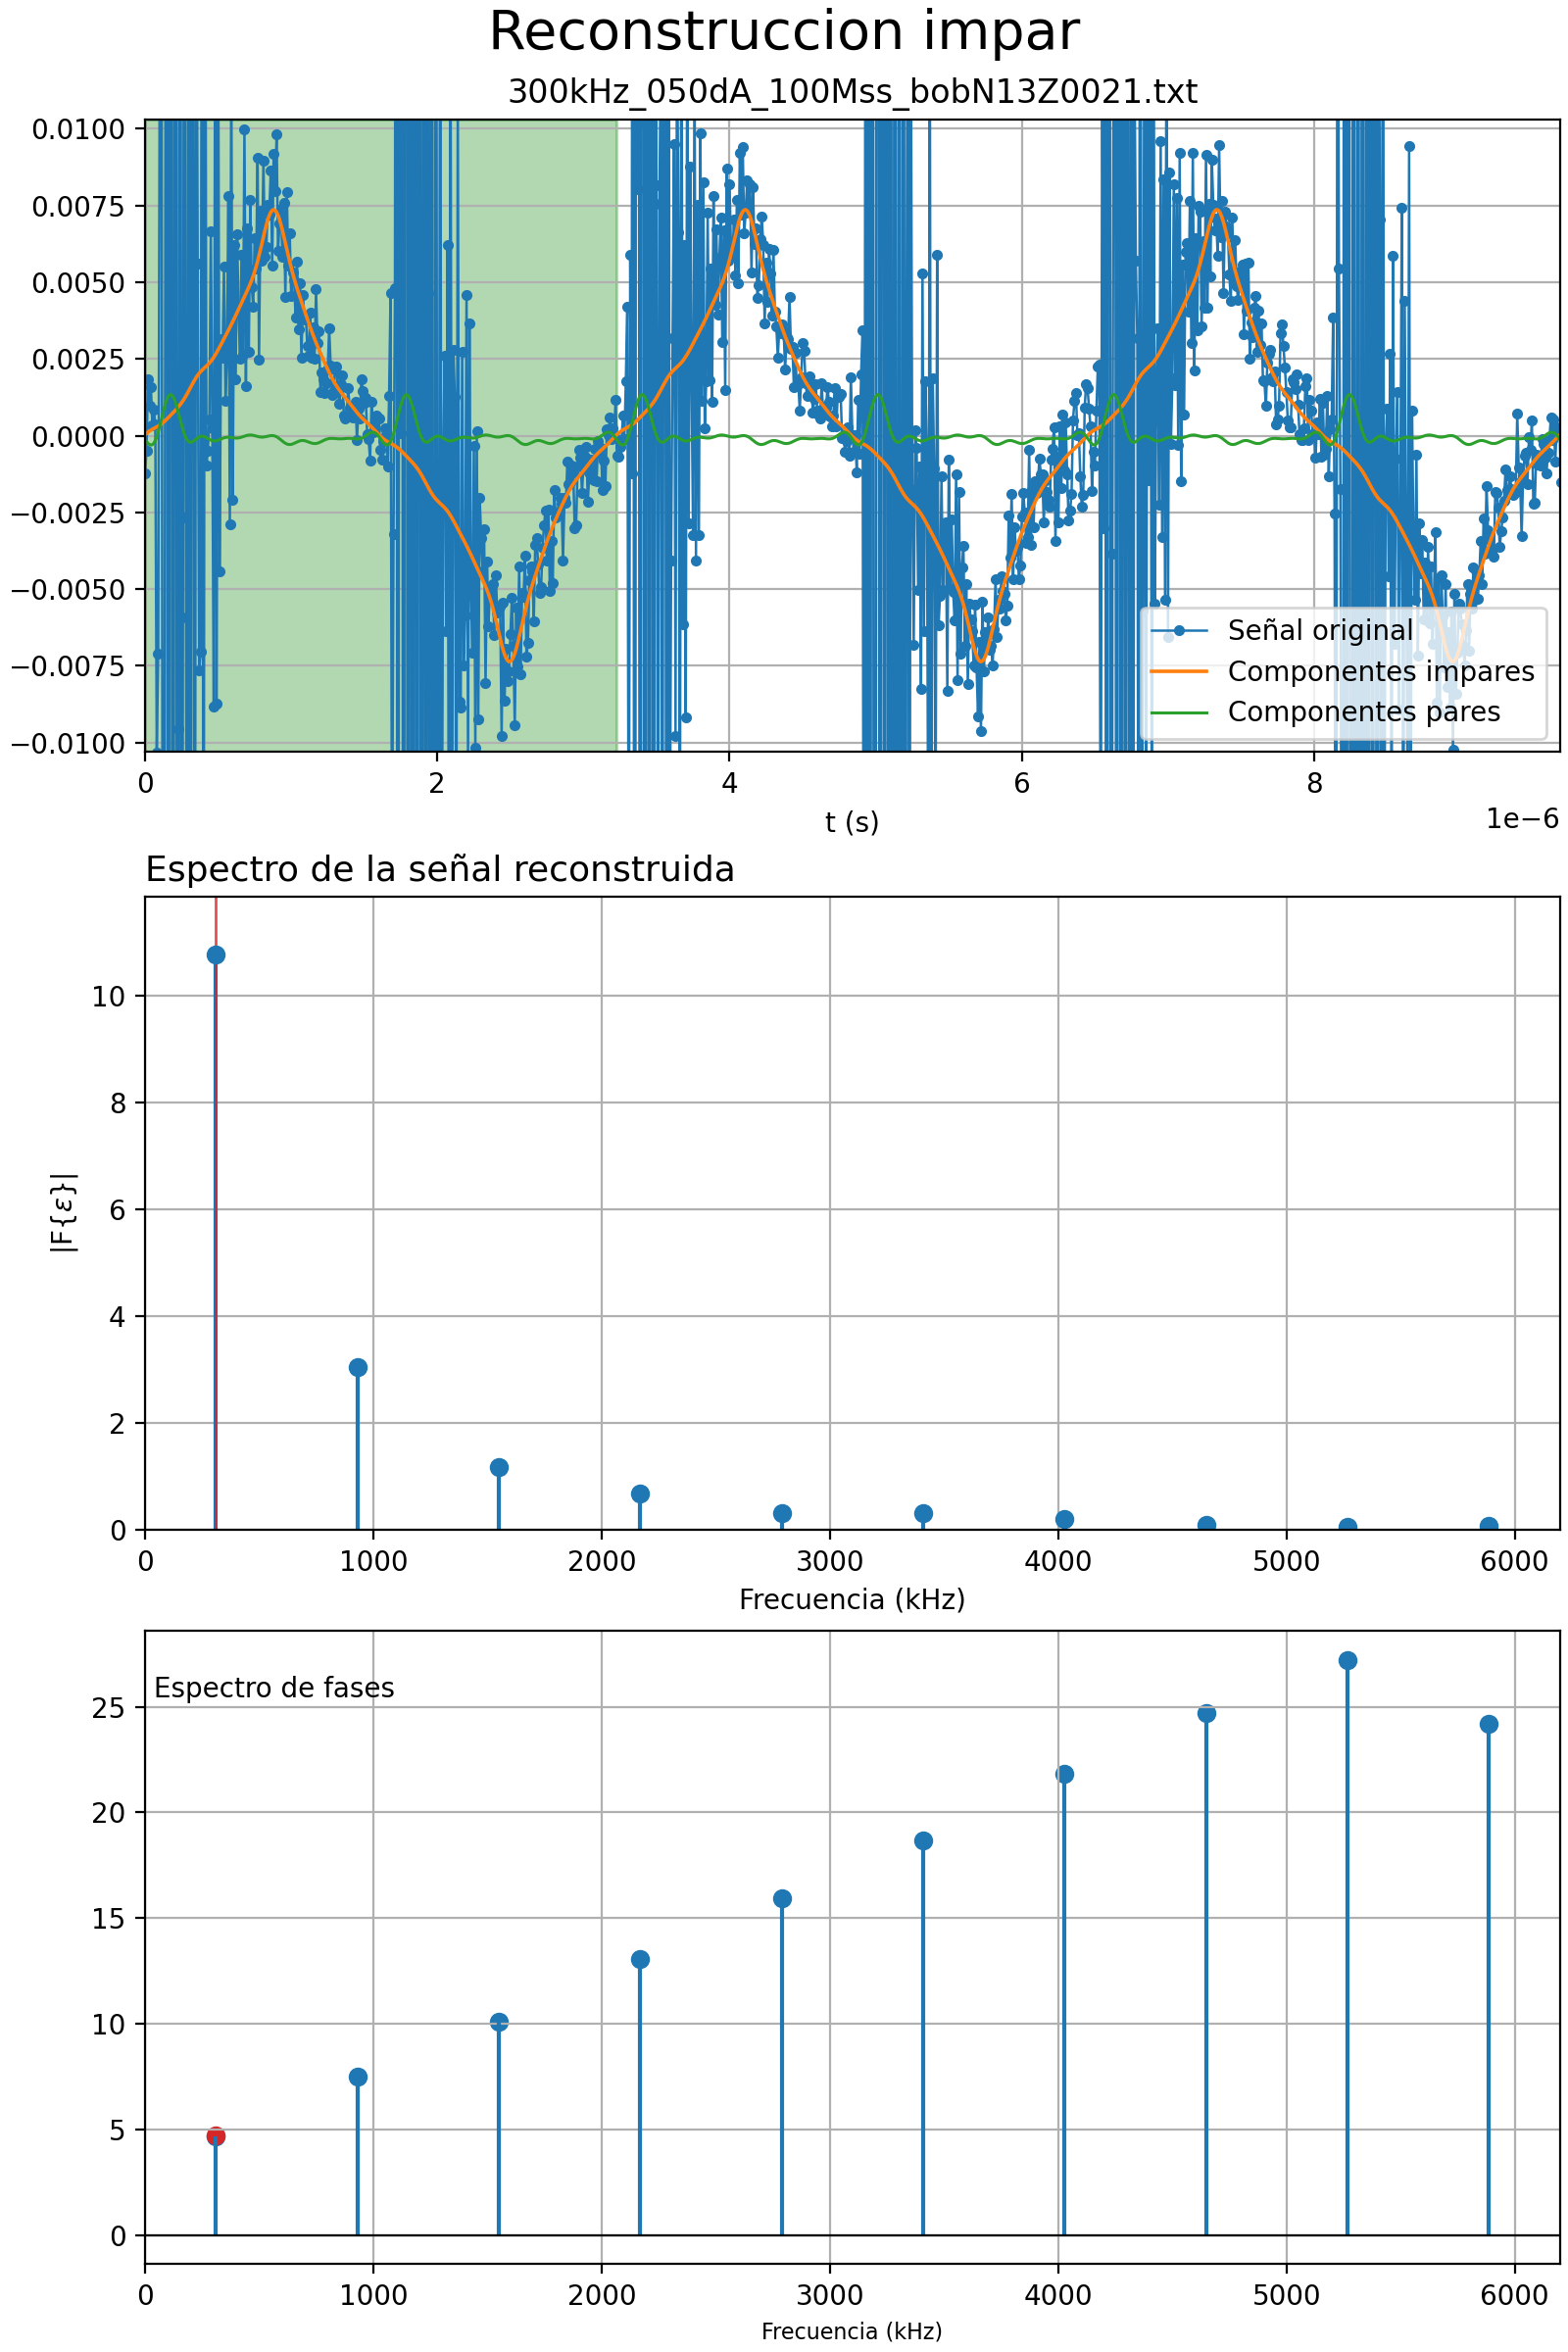 Reconstruccion impar
300kHz_050dA_100Mss_bobN13Z0021.txt
0.0100
0.0075
0.0050
0.0025
0.0000
−0.0025
−0.0050
−0.0075
−0.0100
Señal original
Componentes impares
Componentes pares
0 2 4 6 8
t (s)
1e−6
Espectro de la señal reconstruida
10
8
6
4
2
0
|F{ε}|
0 1000 2000 3000 4000 5000 6000
Frecuencia (kHz)
Espectro de fases
25
20
15
10
5
0
0 1000 2000 3000 4000 5000 6000
Frecuencia (kHz)